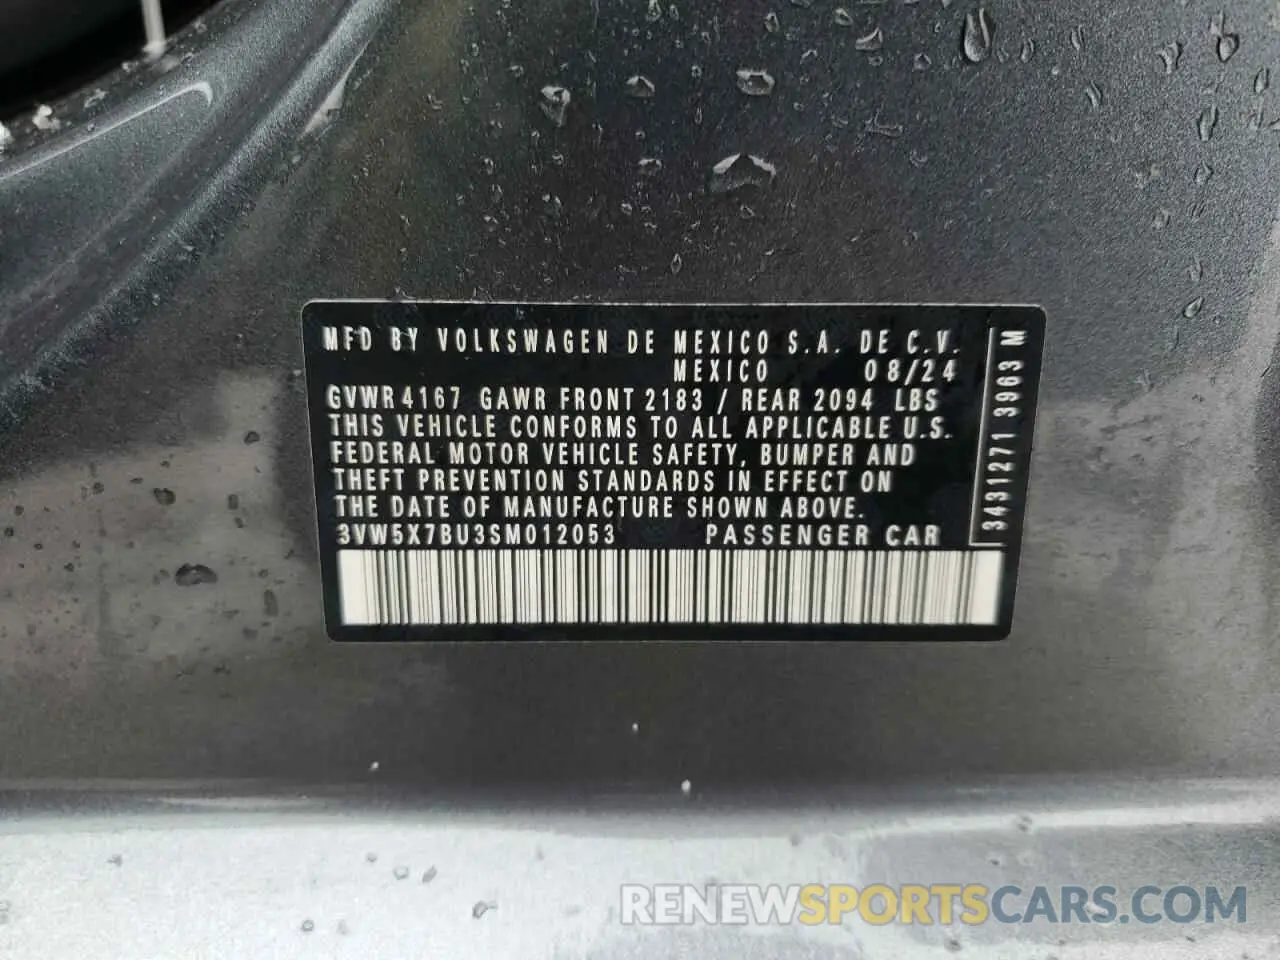 MFD BY VOLKSWAGEN DE MEXICO S.A. DE C.V.
MEXICO 08/24
GVWR 4167 GAWR FRONT 2183 / REAR 2094 LBS
THIS VEHICLE CONFORMS TO ALL APPLICABLE U.S.
FEDERAL MOTOR VEHICLE SAFETY, BUMPER AND
THEFT PREVENTION STANDARDS IN EFFECT ON
THE DATE OF MANUFACTURE SHOWN ABOVE.
3VW5X7BU3SM012053 PASSENGER CAR
3431271 3963 M
RENEWSPORTSCARS.COM